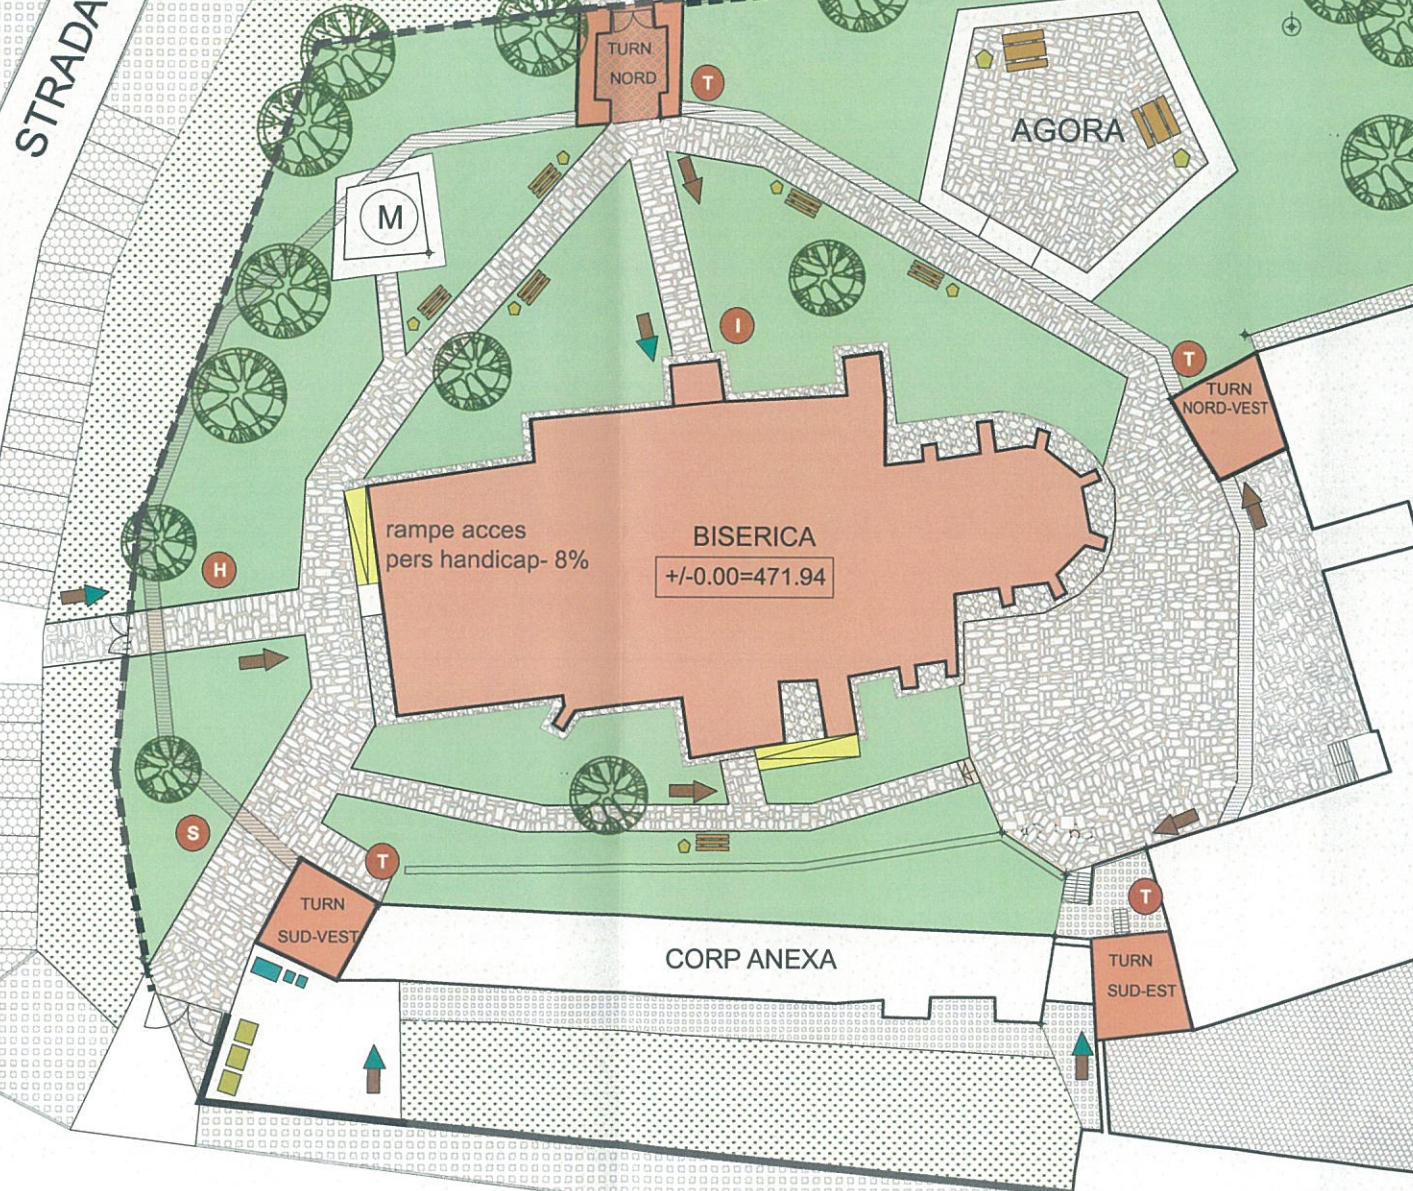 STRADA
TURN
NORD
T
AGORA
M
I
T
TURN
NORD-VEST
rampe acces
pers handicap- 8%
BISERICA
+/-0.00=471.94
H
S
T
TURN
SUD-VEST
CORP ANEXA
T
TURN
SUD-EST